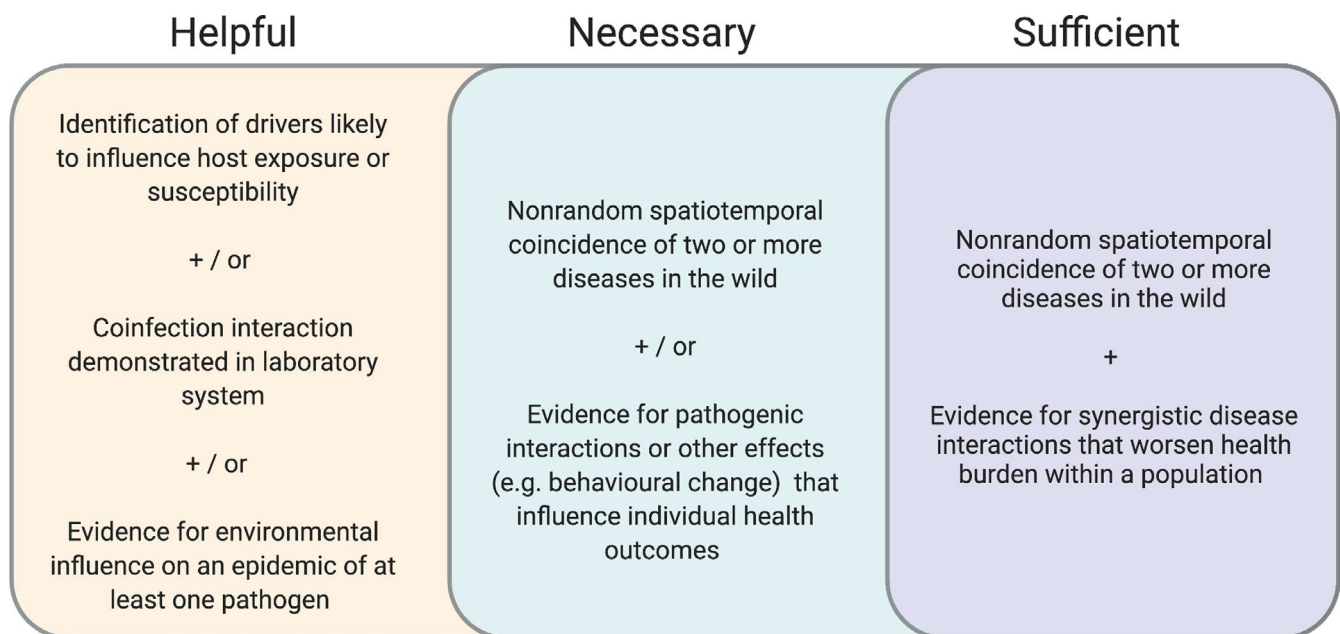 Helpful
Identification of drivers likely
to influence host exposure or
susceptibility
+ / or
Coinfection interaction
demonstrated in laboratory
system
+ / or
Evidence for environmental
influence on an epidemic of at
least one pathogen
Necessary
Nonrandom spatiotemporal
coincidence of two or more
diseases in the wild
+ / or
Evidence for pathogenic
interactions or other effects
(e.g. behavioural change)  that
influence individual health
outcomes
Sufficient
Nonrandom spatiotemporal
coincidence of two or more
diseases in the wild
+
Evidence for synergistic disease
interactions that worsen health
burden within a population